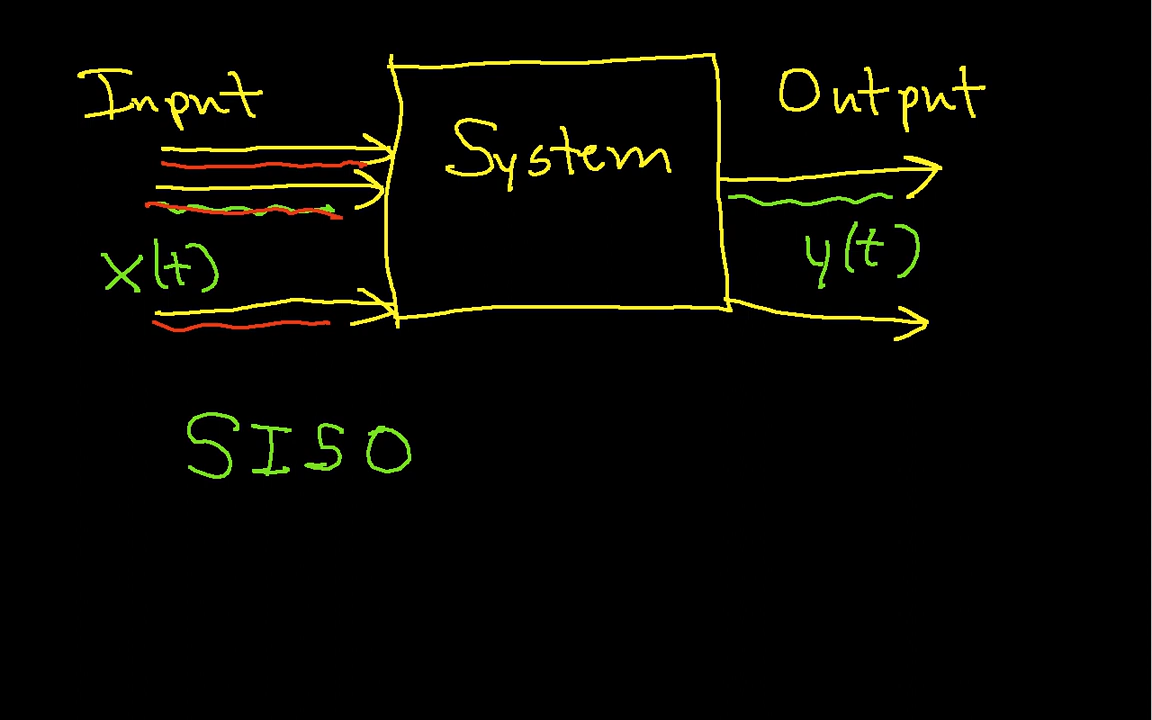 Input
System
Output
x(t)
y(t)
SISO